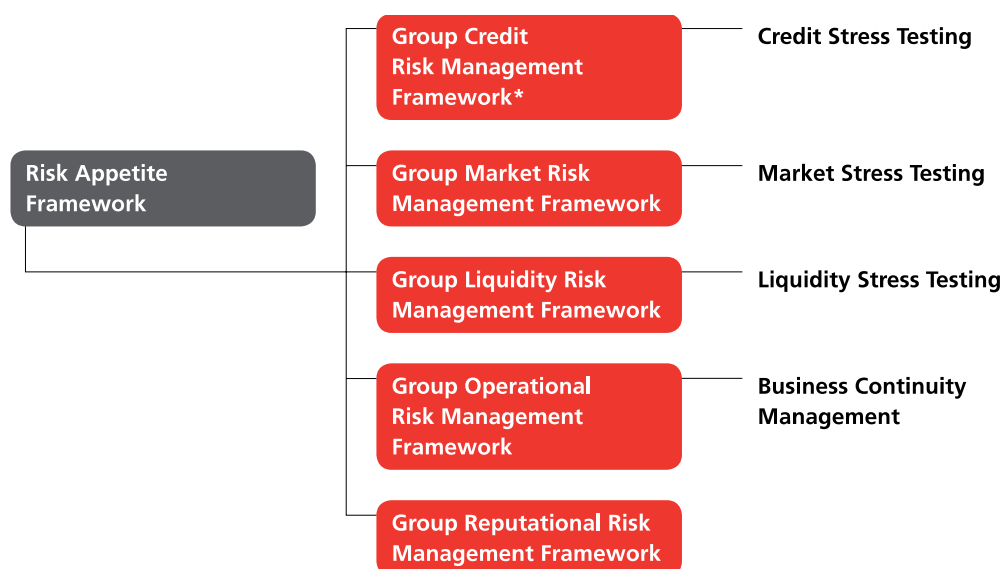 Group Credit
Risk Management
Framework*
Credit Stress Testing
Risk Appetite
Framework
Group Market Risk
Management Framework
Market Stress Testing
Group Liquidity Risk
Management Framework
Liquidity Stress Testing
Group Operational
Risk Management
Framework
Business Continuity
Management
Group Reputational Risk
Management Framework